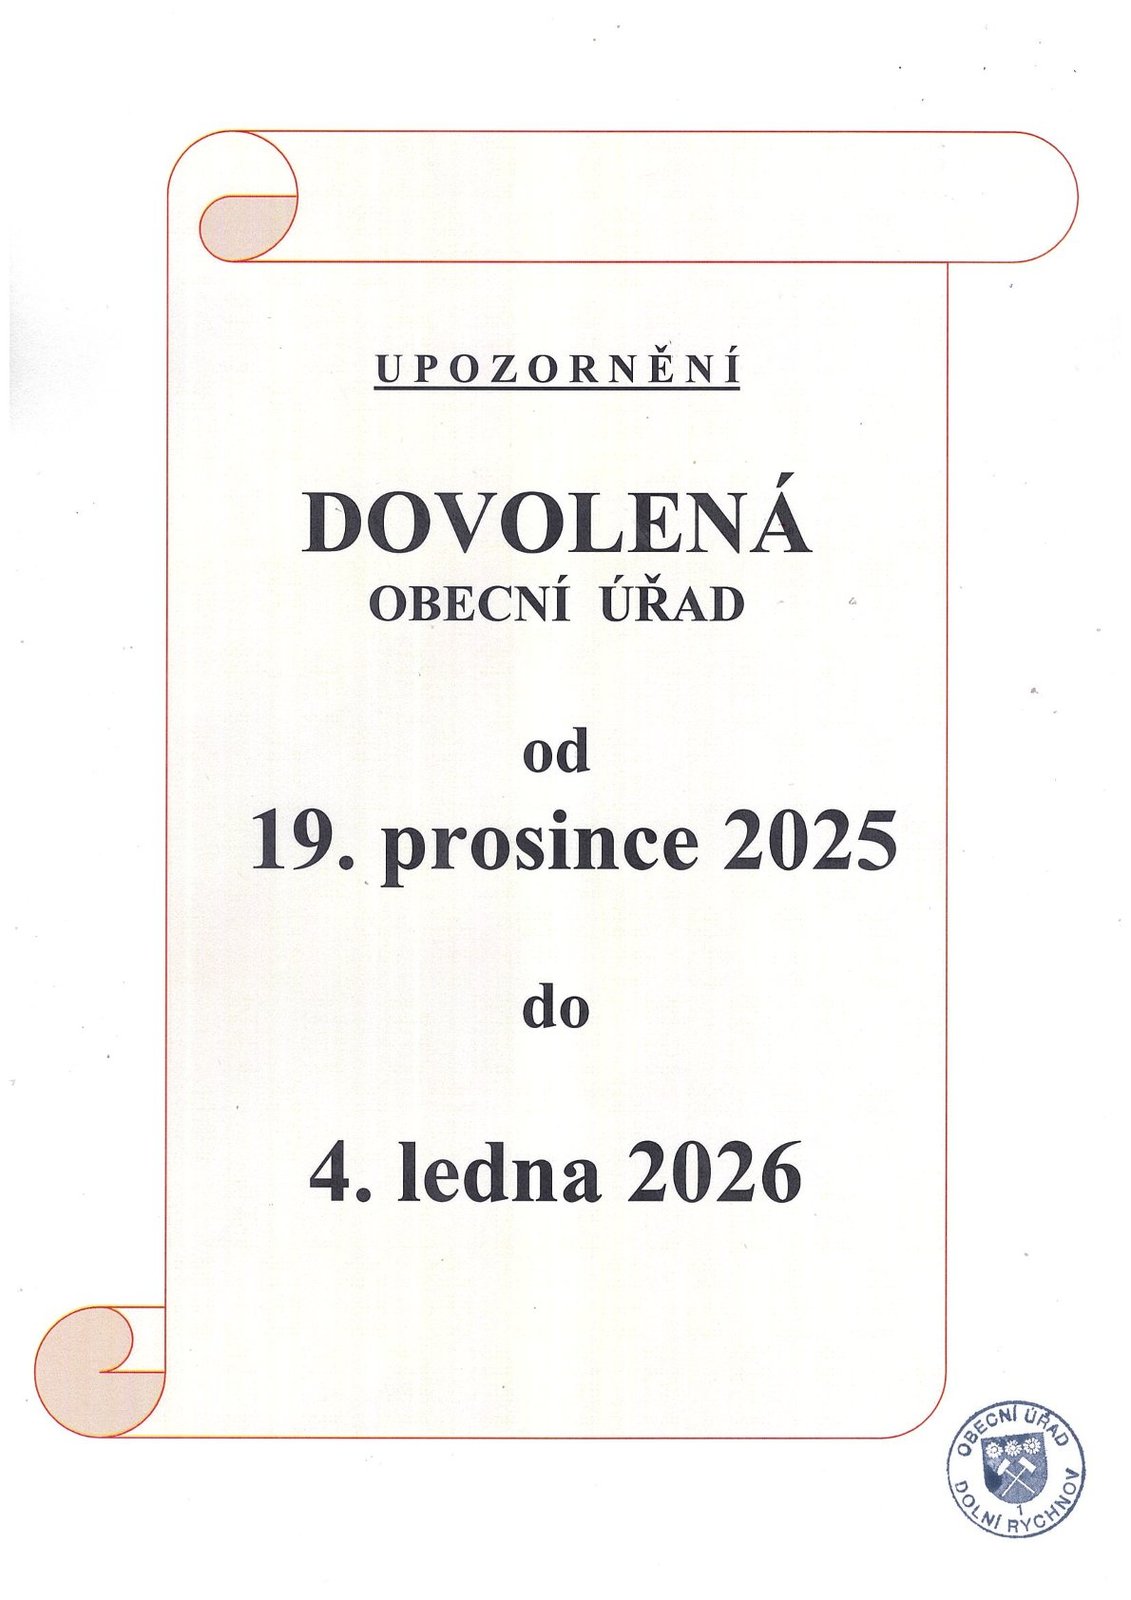 UPOZORNĚNÍ
DOVOLENÁ
OBECNÍ ÚŘAD
od
19. prosince 2025
do
4. ledna 2026
OBECNÍ ÚŘAD
1
DOLNÍ RYCHNOV